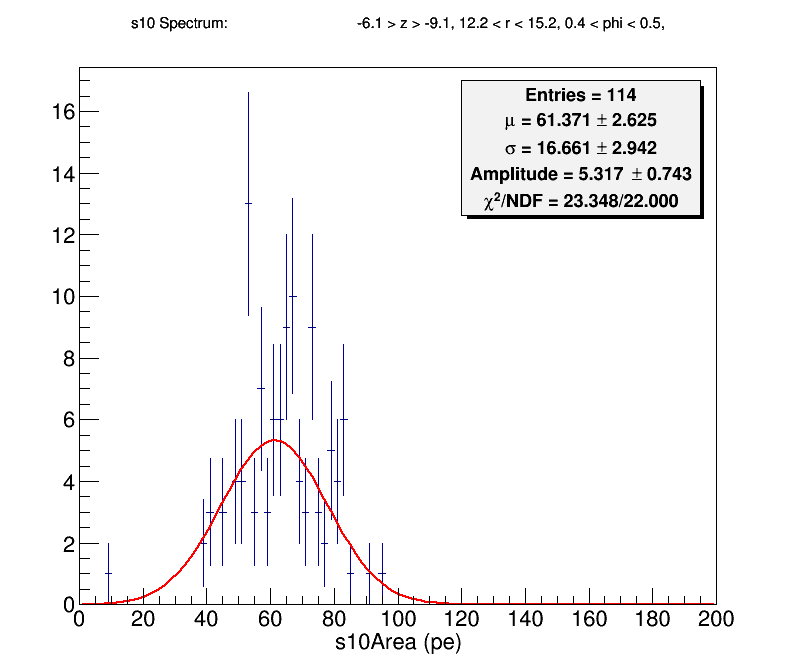 s10 Spectrum: -6.1 > z > -9.1, 12.2 < r < 15.2, 0.4 < phi < 0.5,
Entries = 114
μ = 61.371 ± 2.625
σ = 16.661 ± 2.942
Amplitude = 5.317 ± 0.743
χ²/NDF = 23.348/22.000
16
14
12
10
8
6
4
2
0
0 20 40 60 80 100 120 140 160 180 200
s10Area (pe)